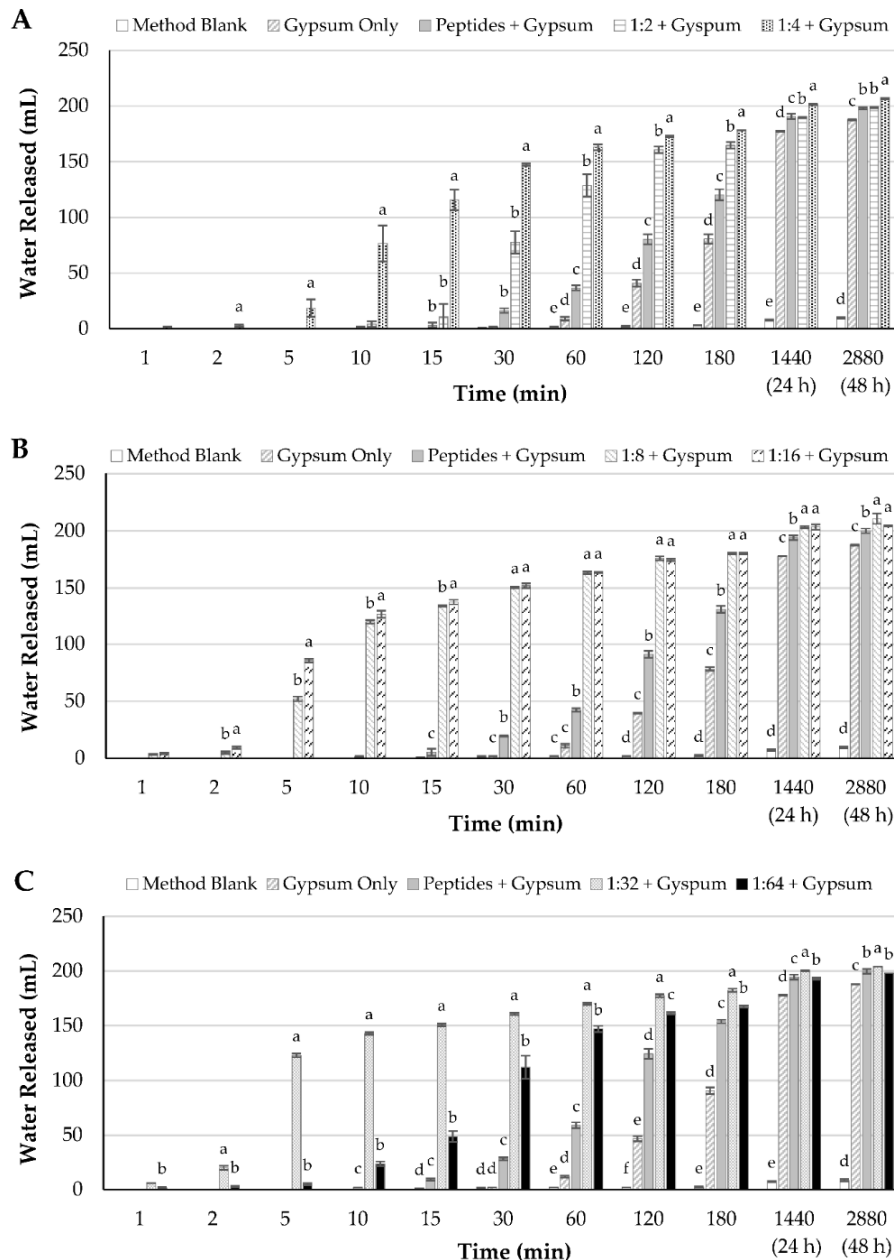 A
Method Blank Gypsum Only Peptides + Gypsum 1:2 + Gyspum 1:4 + Gypsum
Water Released (mL)
250
200
150
100
50
0
a
a
a
b b a
b b a
e d c b a
e d c b a
e d c b a
e d c b a
d c b b a
1 2 5 10 15 30 60 120 180 1440 2880
(24 h) (48 h)
Time (min)
B
Method Blank Gypsum Only Peptides + Gypsum 1:8 + Gyspum 1:16 + Gypsum
Water Released (mL)
250
200
150
100
50
0
b a
b a
b a
c b a
c b a a
c c b a a
d c b a a
d c b a a
d c b a a
d c b a a
1 2 5 10 15 30 60 120 180 1440 2880
(24 h) (48 h)
Time (min)
C
Method Blank Gypsum Only Peptides + Gypsum 1:32 + Gyspum 1:64 + Gypsum
Water Released (mL)
250
200
150
100
50
0
b
a b
a b
c a b
d c a b
d d c a b
e d c a b
f e d a c
e d c a b
e d c a b
d c b a b
1 2 5 10 15 30 60 120 180 1440 2880
(24 h) (48 h)
Time (min)